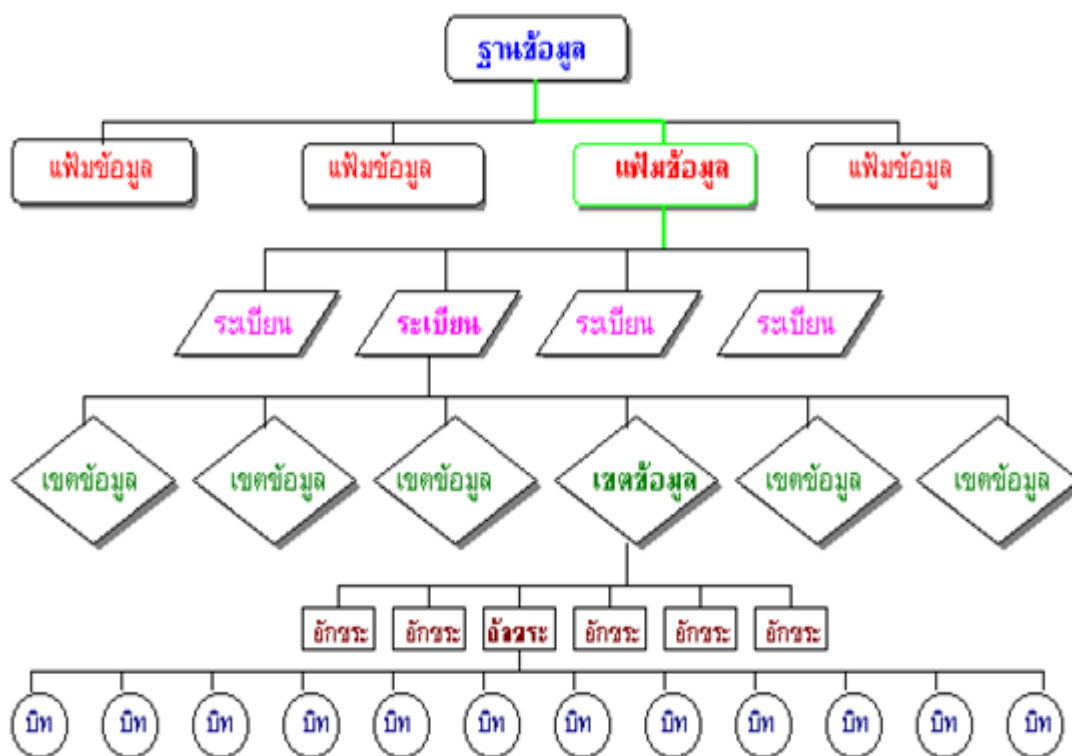 ฐานข้อมูล
แฟ้มข้อมูล แฟ้มข้อมูล แฟ้มข้อมูล แฟ้มข้อมูล
ระเบียน ระเบียน ระเบียน ระเบียน
เขตข้อมูล เขตข้อมูล เขตข้อมูล เขตข้อมูล เขตข้อมูล เขตข้อมูล
อักขระ อักขระ อักขระ อักขระ อักขระ อักขระ
บิท บิท บิท บิท บิท บิท บิท บิท บิท บิท บิท บิท